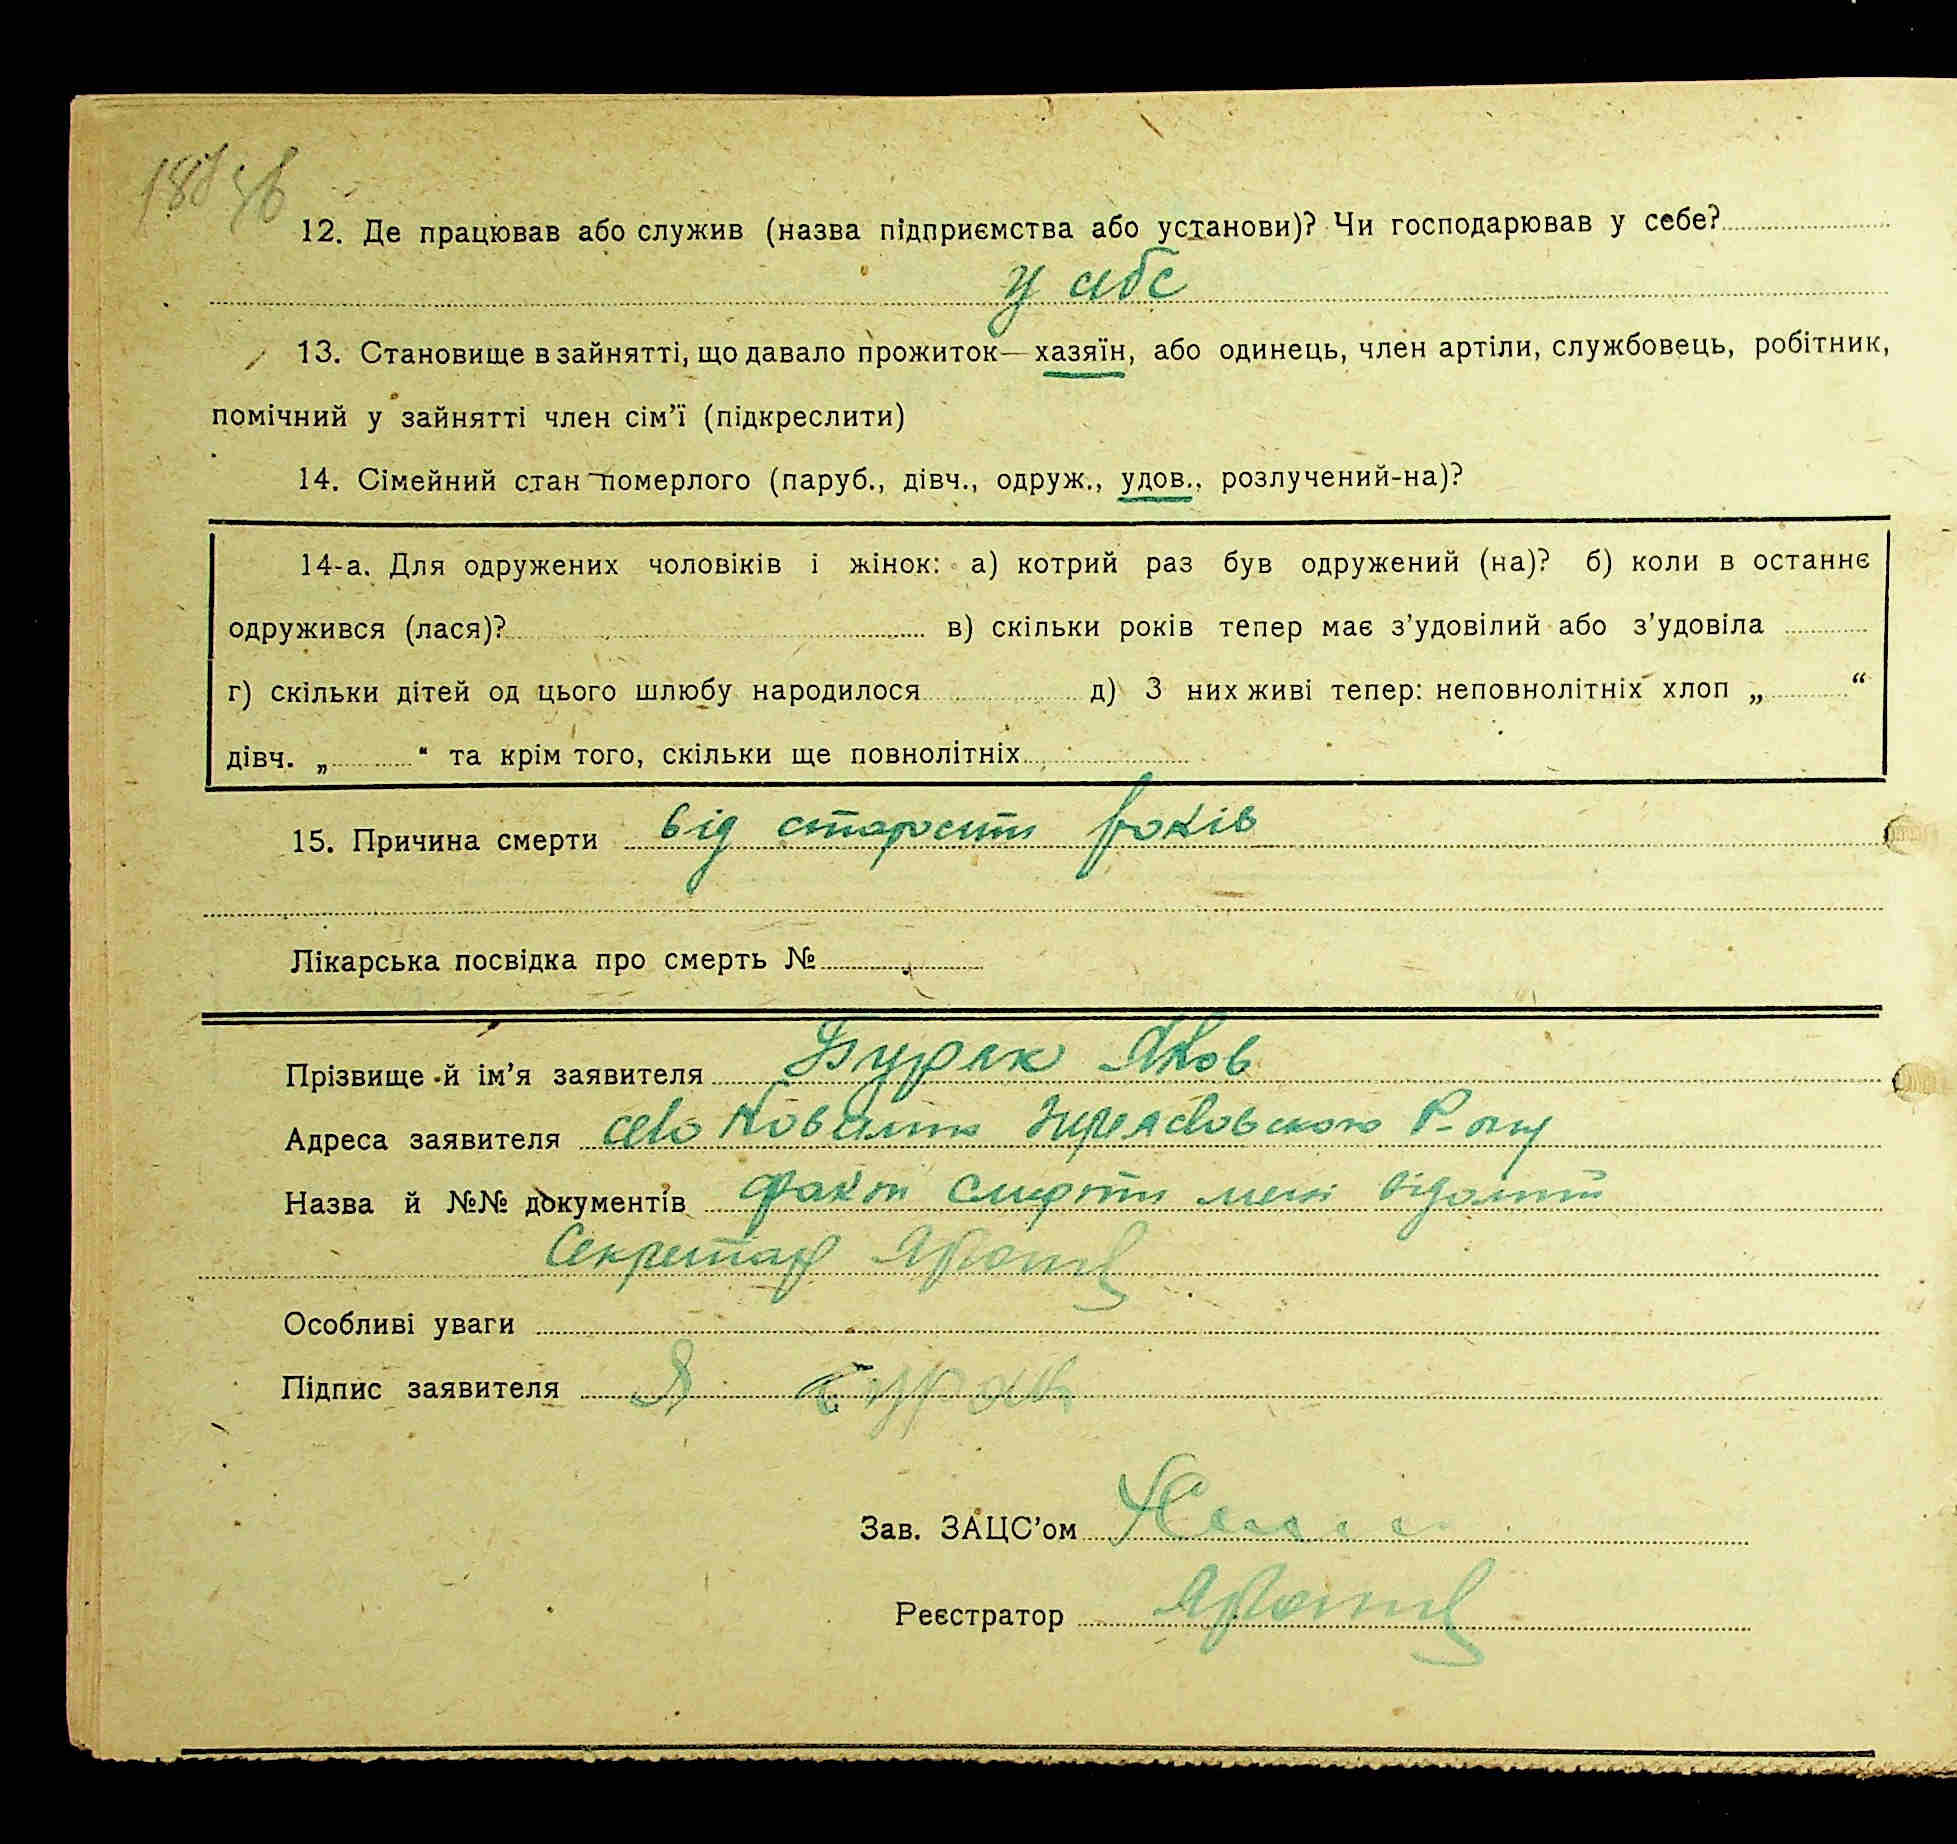 12. Де працював або служив (назва підприємства або установи)? Чи господарював у себе?
у себе
13. Становище в зайнятті, що давало прожиток—хазяїн, або одинець, член артіли, службовець, робітник,
помічний у зайнятті член сім'ї (підкреслити)
14. Сімейний стан померлого (паруб., дівч., одруж., удов., розлучений-на)?
14-а. Для одружених чоловіків і жінок: а) котрий раз був одружений (на)? б) коли в останнє
одружився (лася)? в) скільки років тепер має з'удовілий або з'удовіла
г) скільки дітей од цього шлюбу народилося д) З них живі тепер: неповнолітніх хлоп „ “
дівч. „ “ та крім того, скільки ще повнолітніх
15. Причина смерти від старости років
Лікарська посвідка про смерть №
Прізвище й ім'я заявителя Буряк Яков
Адреса заявителя село Р-ону
Назва й №№ документів факт смерти мені відомий
Секретар
Особливі уваги
Підпис заявителя Я
Зав. ЗАЦС'ом
Реєстратор